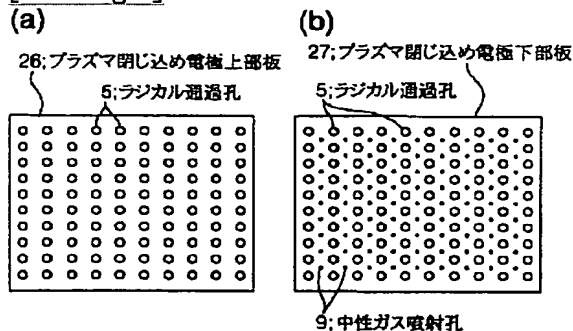 (a)
26;プラズマ閉じ込め電極上部板
5;ラジカル通過孔
(b)
27;プラズマ閉じ込め電極下部板
5;ラジカル通過孔
9;中性ガス噴射孔